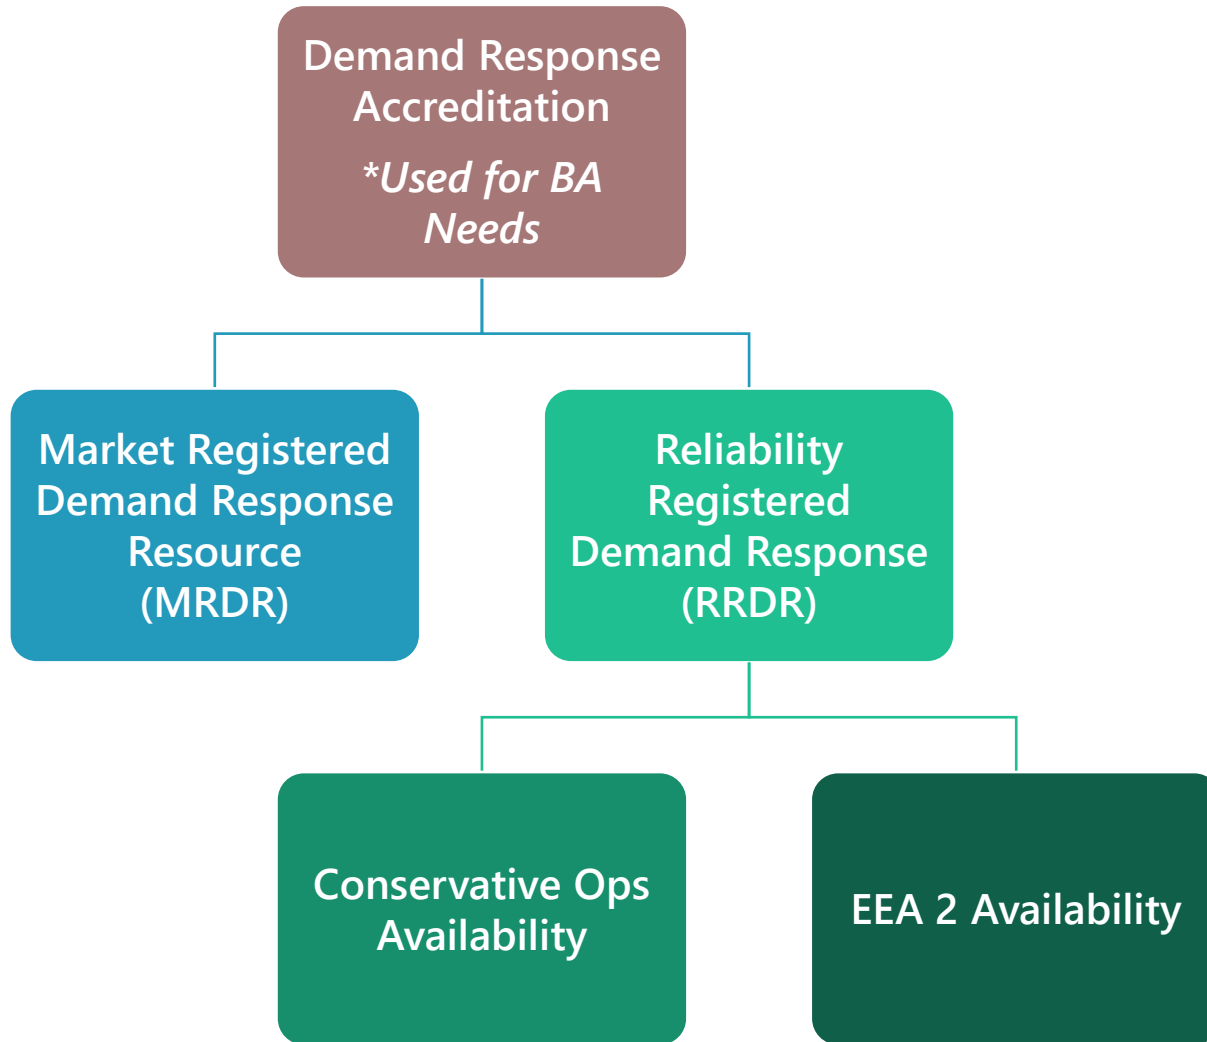 Demand Response
Accreditation
*Used for BA
Needs
Market Registered
Demand Response
Resource
(MRDR)
Reliability
Registered
Demand Response
(RRDR)
Conservative Ops
Availability
EEA 2 Availability